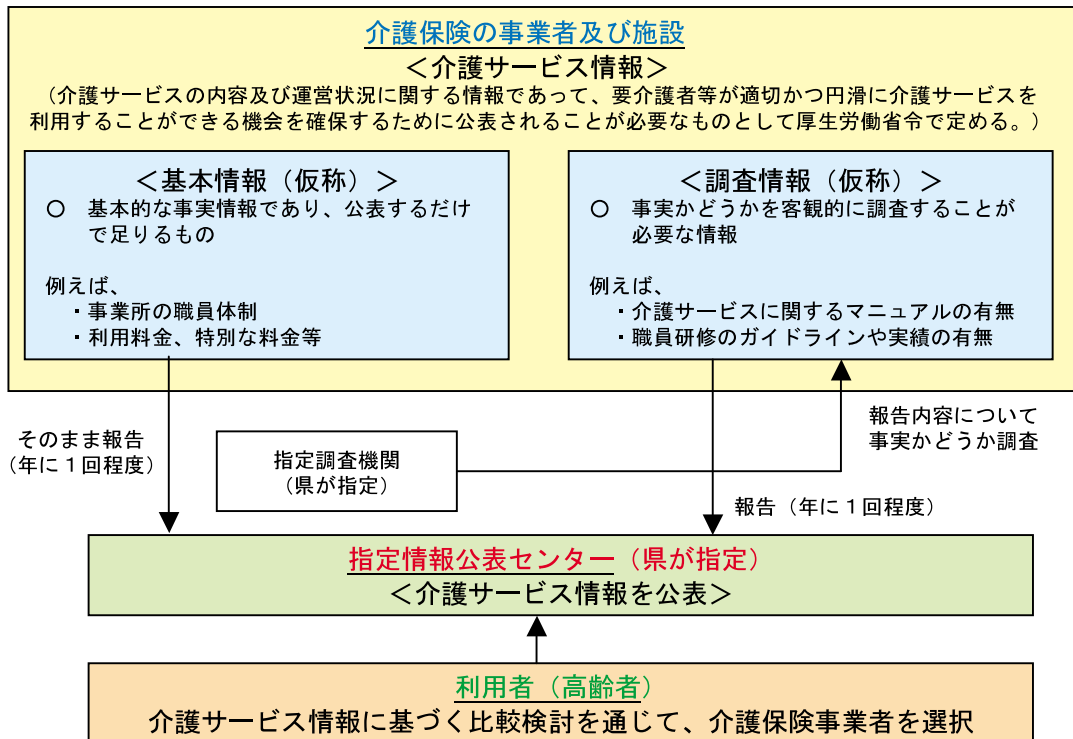 介護保険の事業者及び施設
＜介護サービス情報＞
（介護サービスの内容及び運営状況に関する情報であって、要介護者等が適切かつ円滑に介護サービスを
利用することができる機会を確保するために公表されることが必要なものとして厚生労働省令で定める。）
＜基本情報（仮称）＞
○　基本的な事実情報であり、公表するだけ
で足りるもの
例えば、
・事業所の職員体制
・利用料金、特別な料金等
＜調査情報（仮称）＞
○　事実かどうかを客観的に調査することが
必要な情報
例えば、
・介護サービスに関するマニュアルの有無
・職員研修のガイドラインや実績の有無
そのまま報告
（年に１回程度）
指定調査機関
（県が指定）
報告内容について
事実かどうか調査
報告（年に１回程度）
指定情報公表センター（県が指定）
＜介護サービス情報を公表＞
利用者（高齢者）
介護サービス情報に基づく比較検討を通じて、介護保険事業者を選択